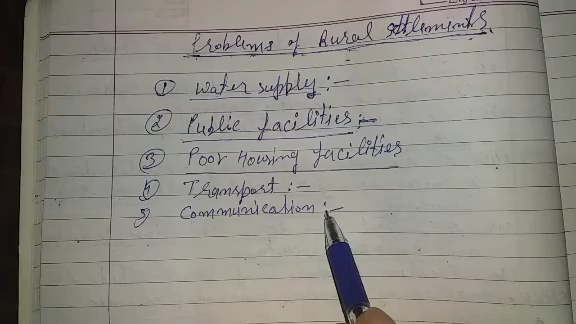 Problems of Rural settlements
① Water supply :-
② Public facilities :-
③ Poor Housing facilities
④ Transport :-
5) Communication :-